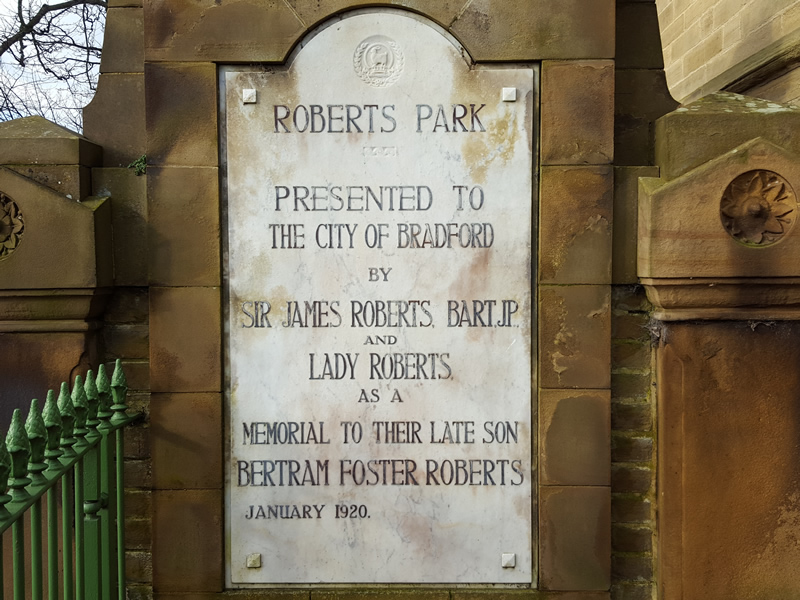 ROBERTS PARK
PRESENTED TO
THE CITY OF BRADFORD
BY
SIR JAMES ROBERTS, BART, J.P.
AND
LADY ROBERTS,
AS A
MEMORIAL TO THEIR LATE SON
BERTRAM FOSTER ROBERTS
JANUARY 1920.